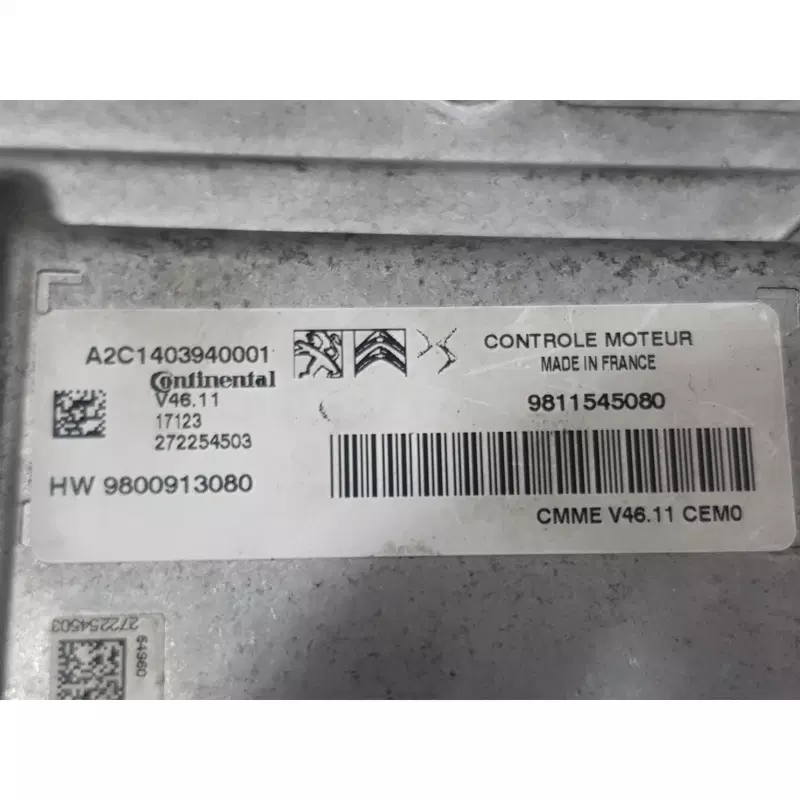 A2C1403940001
Continental
V46.11
17123
272254503
HW 9800913080
CONTROLE MOTEUR
MADE IN FRANCE
9811545080
CMME V46.11 CEM0
272254503
64960